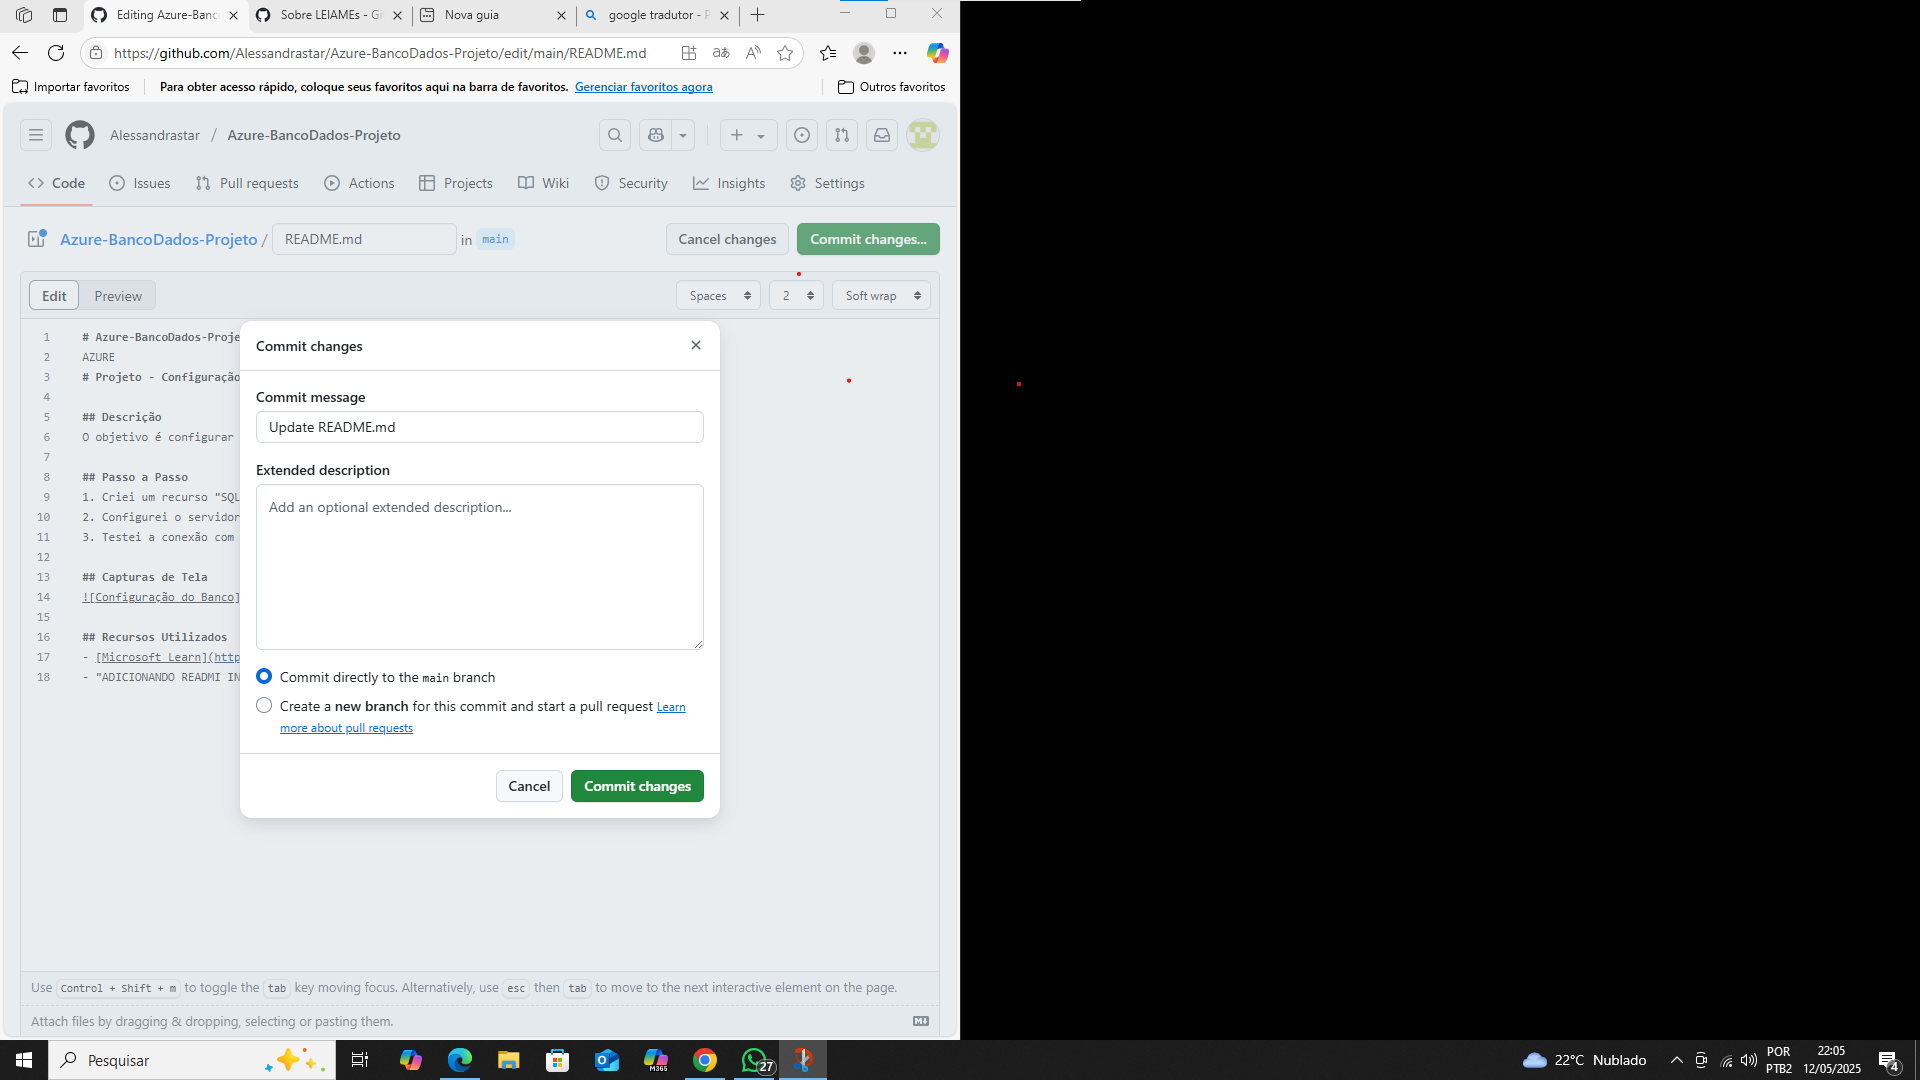 Editing Azure-Banc
Sobre LEIAMEs - Gi
Nova guia
google tradutor - P
https://github.com/Alessandrastar/Azure-BancoDados-Projeto/edit/main/README.md
Importar favoritos
Para obter acesso rápido, coloque seus favoritos aqui na barra de favoritos. Gerenciar favoritos agora
Outros favoritos
Alessandrastar / Azure-BancoDados-Projeto
Code Issues Pull requests Actions Projects Wiki Security Insights Settings
Azure-BancoDados-Projeto / README.md in main
Cancel changes Commit changes...
Edit Preview
Spaces 2 Soft wrap
1 # Azure-BancoDados-Proje
2 AZURE
3 # Projeto - Configuração
4
5 ## Descrição
6 O objetivo é configurar
7
8 ## Passo a Passo
9 1. Criei um recurso "SQL
10 2. Configurei o servidor
11 3. Testei a conexão com
12
13 ## Capturas de Tela
14 ![Configuração do Banco]
15
16 ## Recursos Utilizados
17 - [Microsoft Learn](http
18 - "ADICIONANDO READMI IN
Commit changes
Commit message
Update README.md
Extended description
Add an optional extended description...
Commit directly to the main branch
Create a new branch for this commit and start a pull request Learn
more about pull requests
Cancel Commit changes
Use Control + Shift + m to toggle the tab key moving focus. Alternatively, use esc then tab to move to the next interactive element on the page.
Attach files by dragging & dropping, selecting or pasting them.
Pesquisar
M365
27
22°C Nublado
POR
PTB2
22:05
12/05/2025
4